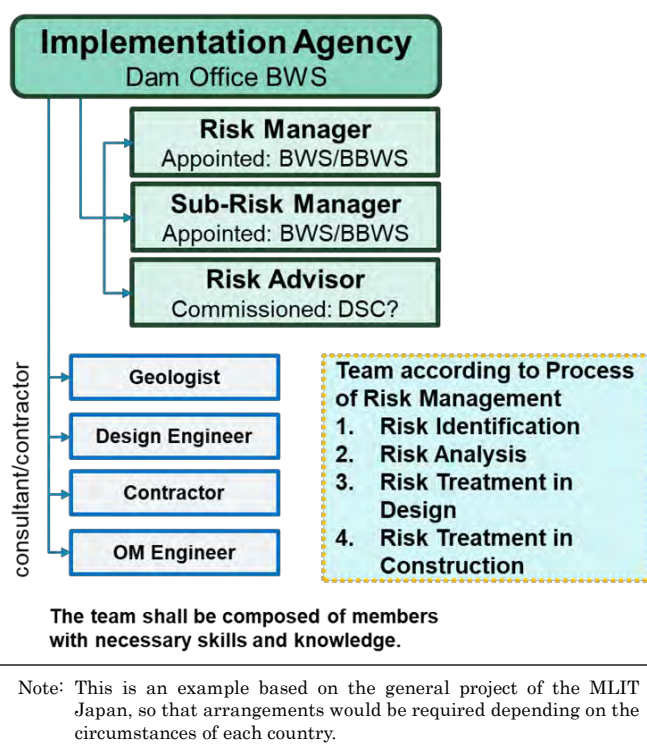 Implementation Agency
Dam Office BWS
Risk Manager
Appointed: BWS/BBWS
Sub-Risk Manager
Appointed: BWS/BBWS
Risk Advisor
Commissioned: DSC?
consultant/contractor
Geologist
Design Engineer
Contractor
OM Engineer
Team according to Process
of Risk Management
1. Risk Identification
2. Risk Analysis
3. Risk Treatment in
Design
4. Risk Treatment in
Construction
The team shall be composed of members
with necessary skills and knowledge.
Note: This is an example based on the general project of the MLIT
Japan, so that arrangements would be required depending on the
circumstances of each country.